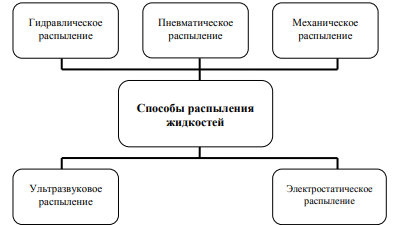 Гидравлическое
распыление
Пневматическое
распыление
Механическое
распыление
Способы распыления
жидкостей
Ультразвуковое
распыление
Электростатическое
распыление